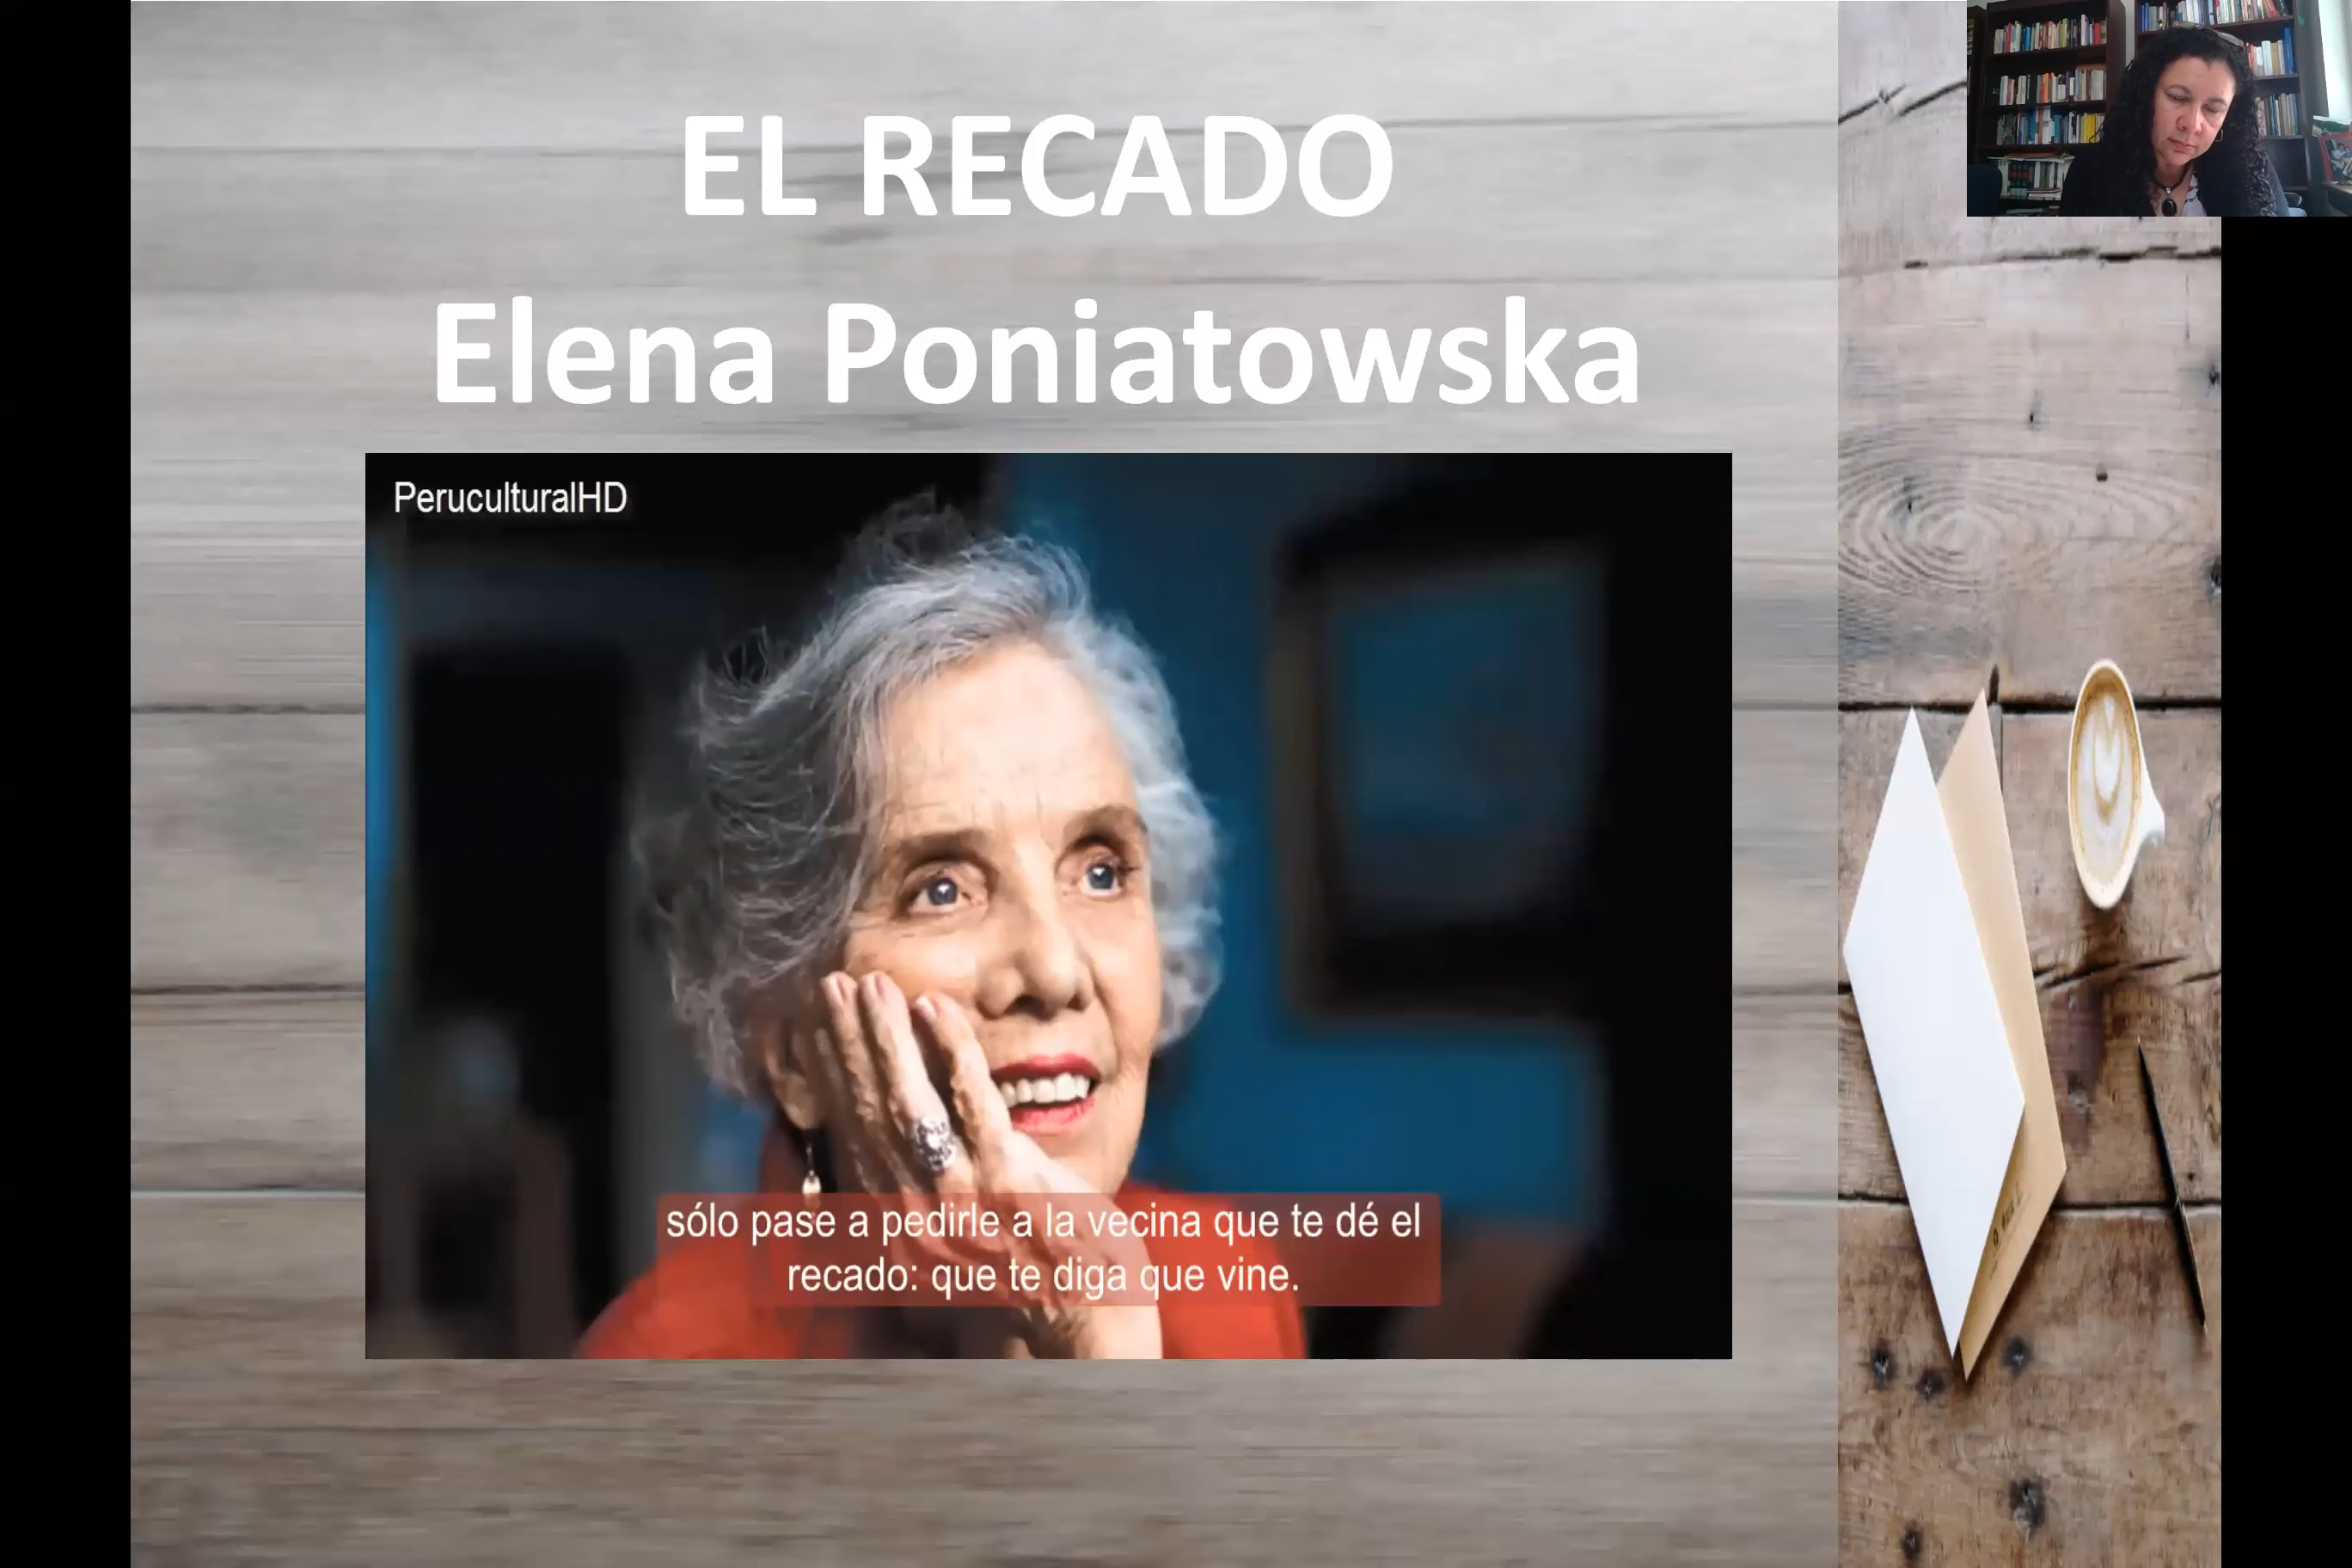 EL RECADO
Elena Poniatowska
PeruculturalHD
sólo pase a pedirle a la vecina que te dé el
recado: que te diga que vine.